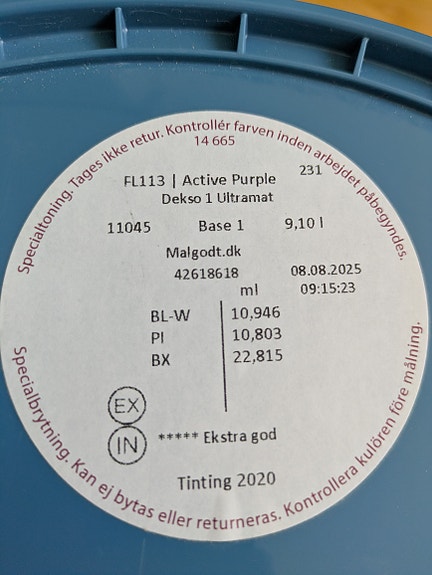 Specialtoning. Tages ikke retur. Kontrollér farven inden arbejdet påbegyndes.
14 665
231
FL113 | Active Purple
Dekso 1 Ultramat
11045 Base 1 9,10 l
Malgodt.dk
42618618 08.08.2025
ml 09:15:23
BL-W 10,946
PI 10,803
BX 22,815
EX
IN ***** Ekstra god
Tinting 2020
Specialbrytning. Kan ej bytas eller returneras. Kontrollera kulören före målning.